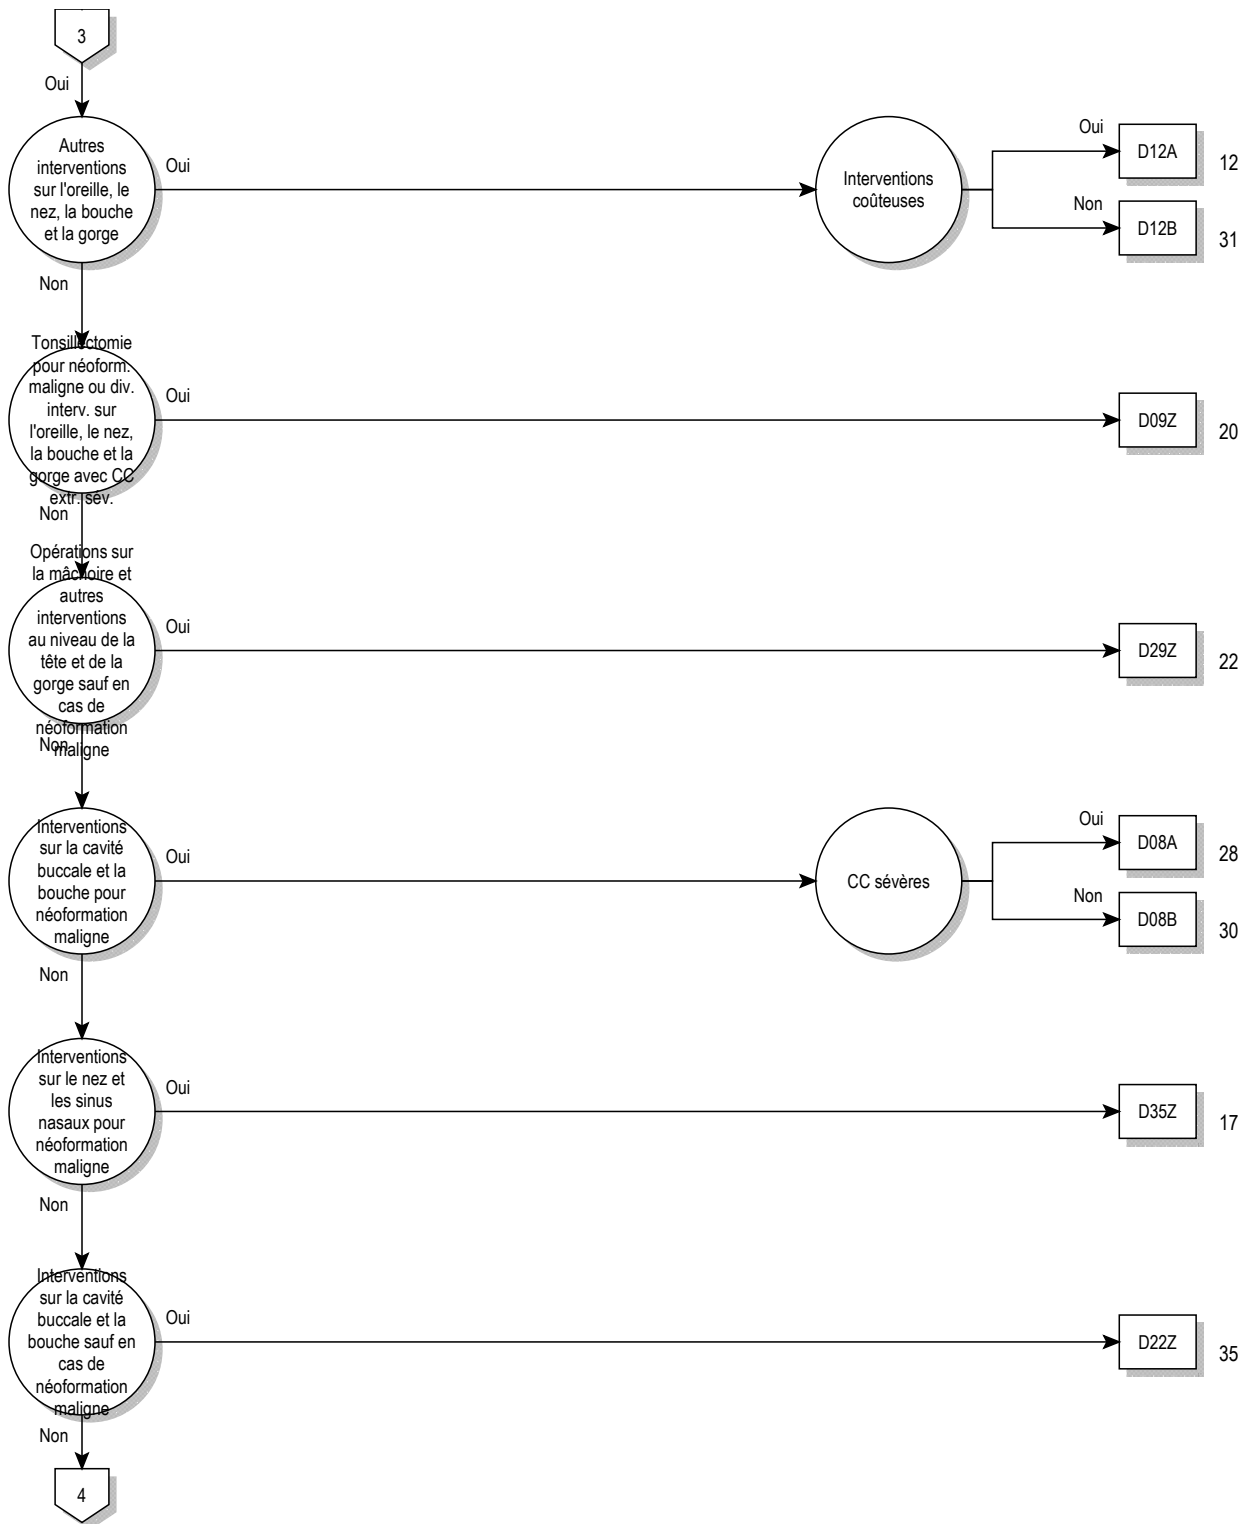 3
Oui
Autres
interventions
sur l'oreille, le
nez, la bouche
et la gorge
Oui
Interventions
coûteuses
Oui
D12A
12
Non
D12B
31
Non
Tonsillectomie
pour néoform.
maligne ou div.
interv. sur
l'oreille, le nez,
la bouche et la
gorge avec CC
extr. sév.
Oui
D09Z
20
Non
Opérations sur
la mâchoire et
autres
interventions
au niveau de la
tête et de la
gorge sauf en
cas de
néoformation
maligne
Oui
D29Z
22
Non
Interventions
sur la cavité
buccale et la
bouche pour
néoformation
maligne
Oui
CC sévères
Oui
D08A
28
Non
D08B
30
Non
Interventions
sur le nez et
les sinus
nasaux pour
néoformation
maligne
Oui
D35Z
17
Non
Interventions
sur la cavité
buccale et la
bouche sauf en
cas de
néoformation
maligne
Oui
D22Z
35
Non
4